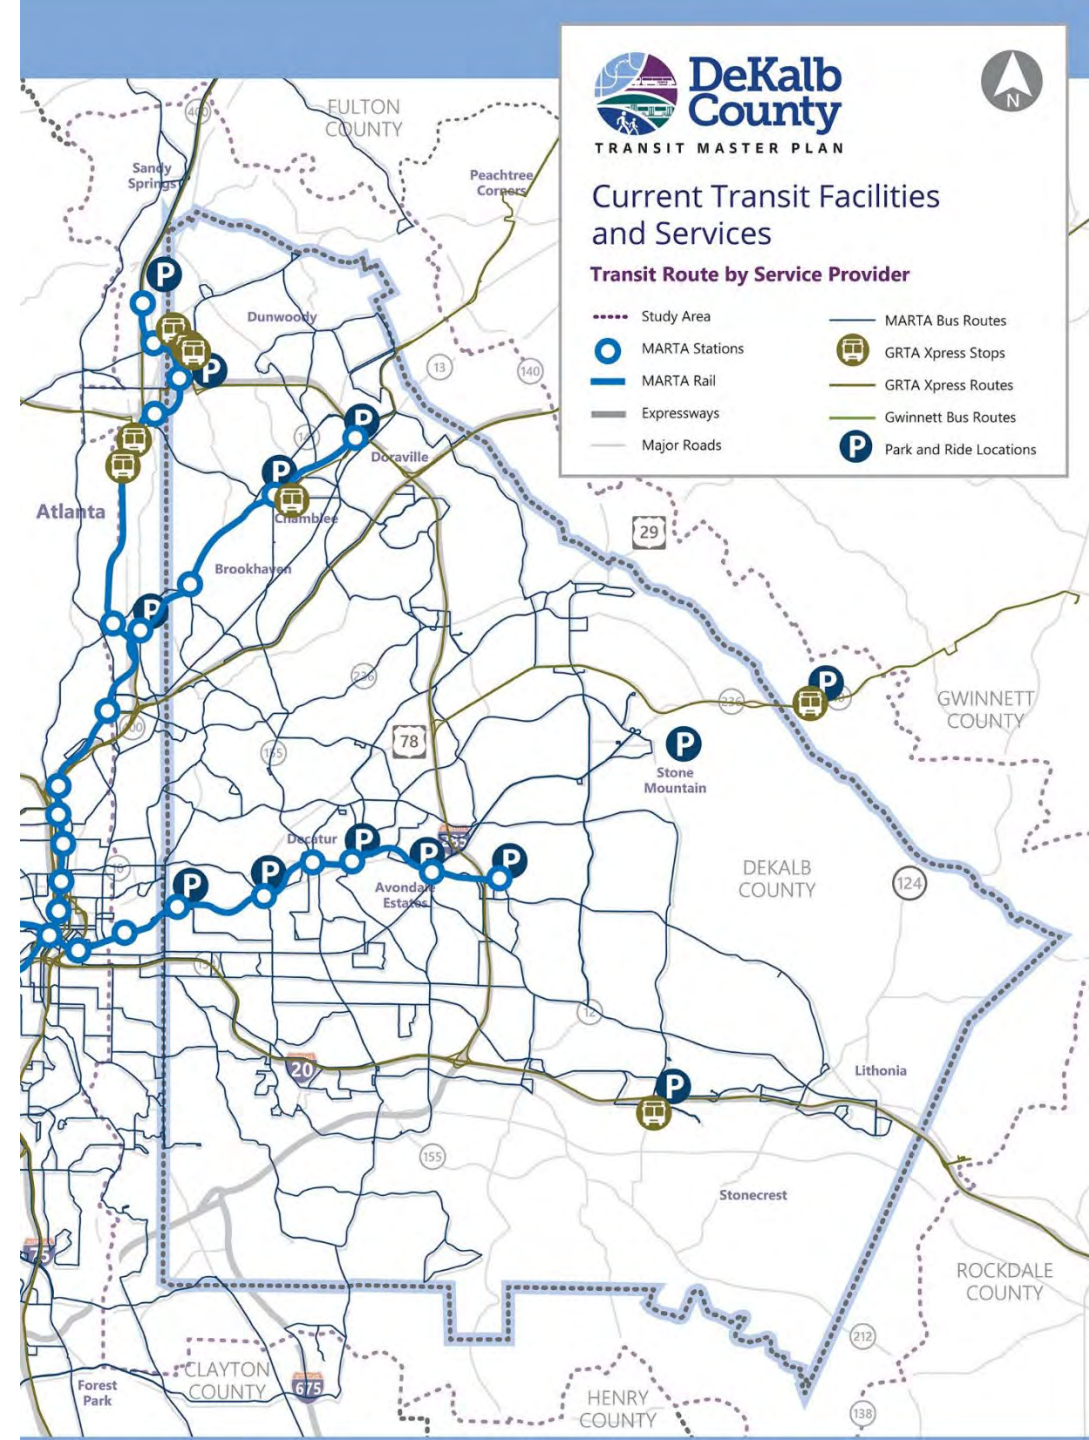 DeKalb
County
TRANSIT MASTER PLAN
N
Current Transit Facilities
and Services
Transit Route by Service Provider
Study Area
MARTA Stations
MARTA Rail
Expressways
Major Roads
MARTA Bus Routes
GRTA Xpress Stops
GRTA Xpress Routes
Gwinnett Bus Routes
P
Park and Ride Locations
400
FULTON
COUNTY
Sandy
Springs
Peachtree
Corners
P
Dunwoody
P
13
140
P
Doraville
P
Chamblee
Atlanta
29
Brookhaven
P
236
P
236
GWINNETT
COUNTY
78
155
P
Stone
Mountain
Decatur
P
P
P
P
P
Avondale
Estates
DEKALB
COUNTY
124
12
20
P
Lithonia
155
Stonecrest
75
ROCKDALE
COUNTY
212
CLAYTON
COUNTY
675
Forest
Park
HENRY
COUNTY
138